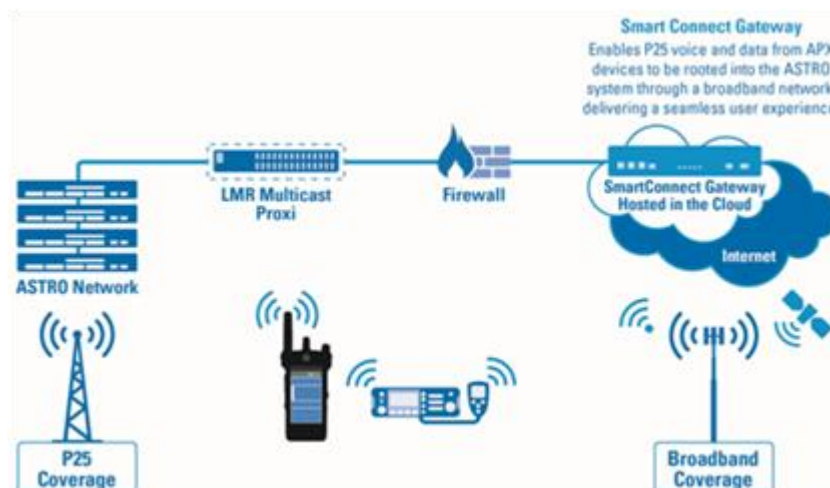 Smart Connect Gateway
Enables P25 voice and data from APX
devices to be rooted into the ASTRO
system through a broadband network
delivering a seamless user experience
LMR Multicast
Proxi
Firewall
SmartConnect Gateway
Hosted in the Cloud
Internet
ASTRO Network
P25
Coverage
Broadband
Coverage